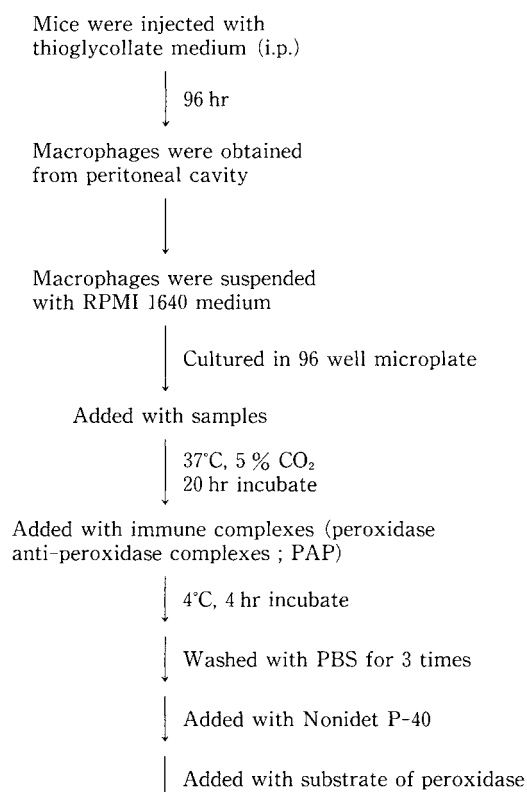 Mice were injected with
thioglycollate medium (i.p.)
96 hr
Macrophages were obtained
from peritoneal cavity
Macrophages were suspended
with RPMI 1640 medium
Cultured in 96 well microplate
Added with samples
37°C, 5 % CO₂
20 hr incubate
Added with immune complexes (peroxidase
anti-peroxidase complexes ; PAP)
4°C, 4 hr incubate
Washed with PBS for 3 times
Added with Nonidet P-40
Added with substrate of peroxidase